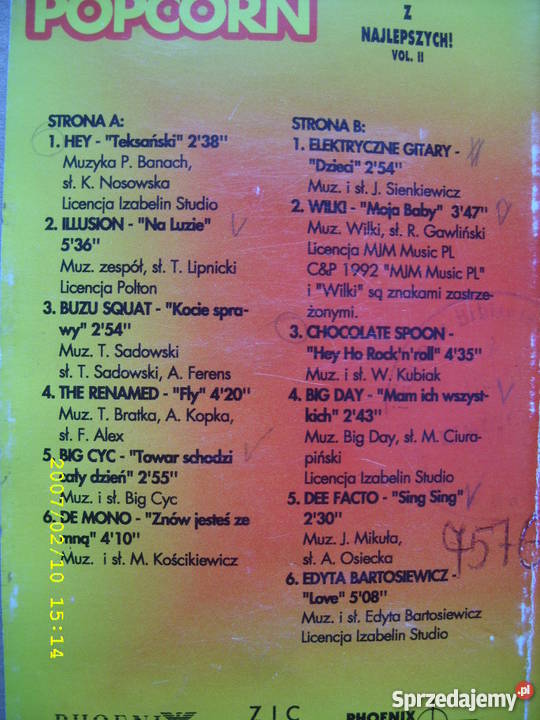 POPCORN
Z
NAJLEPSZYCH!
VOL. II
STRONA A:
1. HEY - "Teksański" 2'38"
Muzyka P. Banach,
sł. K. Nosowska
Licencja Izabelin Studio
2. ILLUSION - "Na Luzie"
5'36"
Muz. zespół, sł. T. Lipnicki
Licencja Polton
3. BUZU SQUAT - "Kocie spra-
wy" 2'54"
Muz. T. Sadowski
sł. T. Sadowski, A. Ferens
4. THE RENAMED - "Fly" 4'20"
Muz. T. Bratka, A. Kopka,
sł. F. Alex
5. BIG CYC - "Towar schodzi
cały dzień" 2'55"
Muz. i sł. Big Cyc
6. DE MONO - "Znów jesteś ze
mną" 4'10"
Muz. i sł. M. Kościkiewicz
STRONA B:
1. ELEKTRYCZNE GITARY -
"Dzieci" 2'54"
Muz. i sł. J. Sienkiewicz
2. WILKI - "Moja Baby" 3'47"
Muz. Wilki, sł. R. Gawliński
Licencja MJM Music PL
C&P 1992 "MJM Music PL"
i "Wilki" są znakami zastrze-
żonymi.
3. CHOCOLATE SPOON -
"Hey Ho Rock'n'roll" 4'35"
Muz. i sł. W. Kubiak
4. BIG DAY - "Mam ich wszyst-
kich" 2'43"
Muz. Big Day, sł. M. Ciura-
piński
Licencja Izabelin Studio
5. DEE FACTO - "Sing Sing"
2'30"
Muz. J. Mikuła,
sł. A. Osiecka
6. EDYTA BARTOSIEWICZ -
"Love" 5'08"
Muz. i sł. Edyta Bartosiewicz
Licencja Izabelin Studio
2007/02/10 15:14
ZIC
PHOENIX
Sprzedajemy.pl